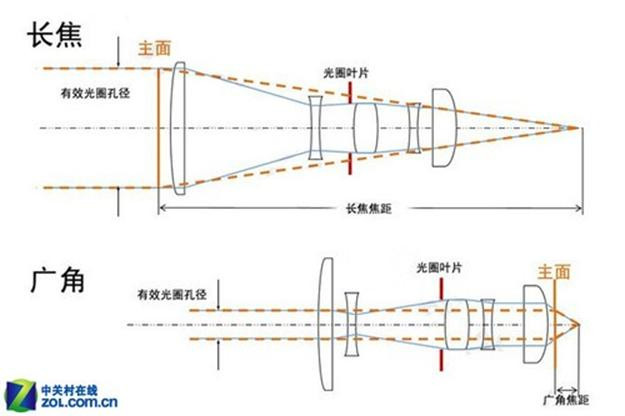 长焦
主面
光圈叶片
有效光圈孔径
长焦焦距
广角
光圈叶片
主面
有效光圈孔径
广角焦距
中关村在线
ZOL.com.cn